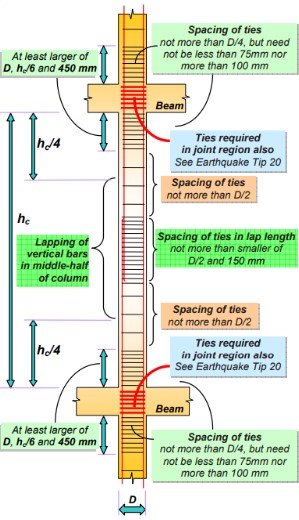 At least larger of
D, hc/6 and 450 mm
Spacing of ties
not more than D/4, but need
not be less than 75mm nor
more than 100 mm
Beam
hc/4
Ties required
in joint region also
See Earthquake Tip 20
Spacing of ties
not more than
D/2
hc
Lapping of
vertical bars
in middle-half
of column
Spacing of ties in lap length
not more than smaller of
D/2 and 150 mm
Spacing of ties
not more than D/2
hc/4
Ties required
in joint region also
See Earthquake Tip 20
Beam
At least larger of
D, hc/6 and 450 mm
Spacing of ties
not more than D/4, but need
not be less than 75mm nor
more than 100 mm
D